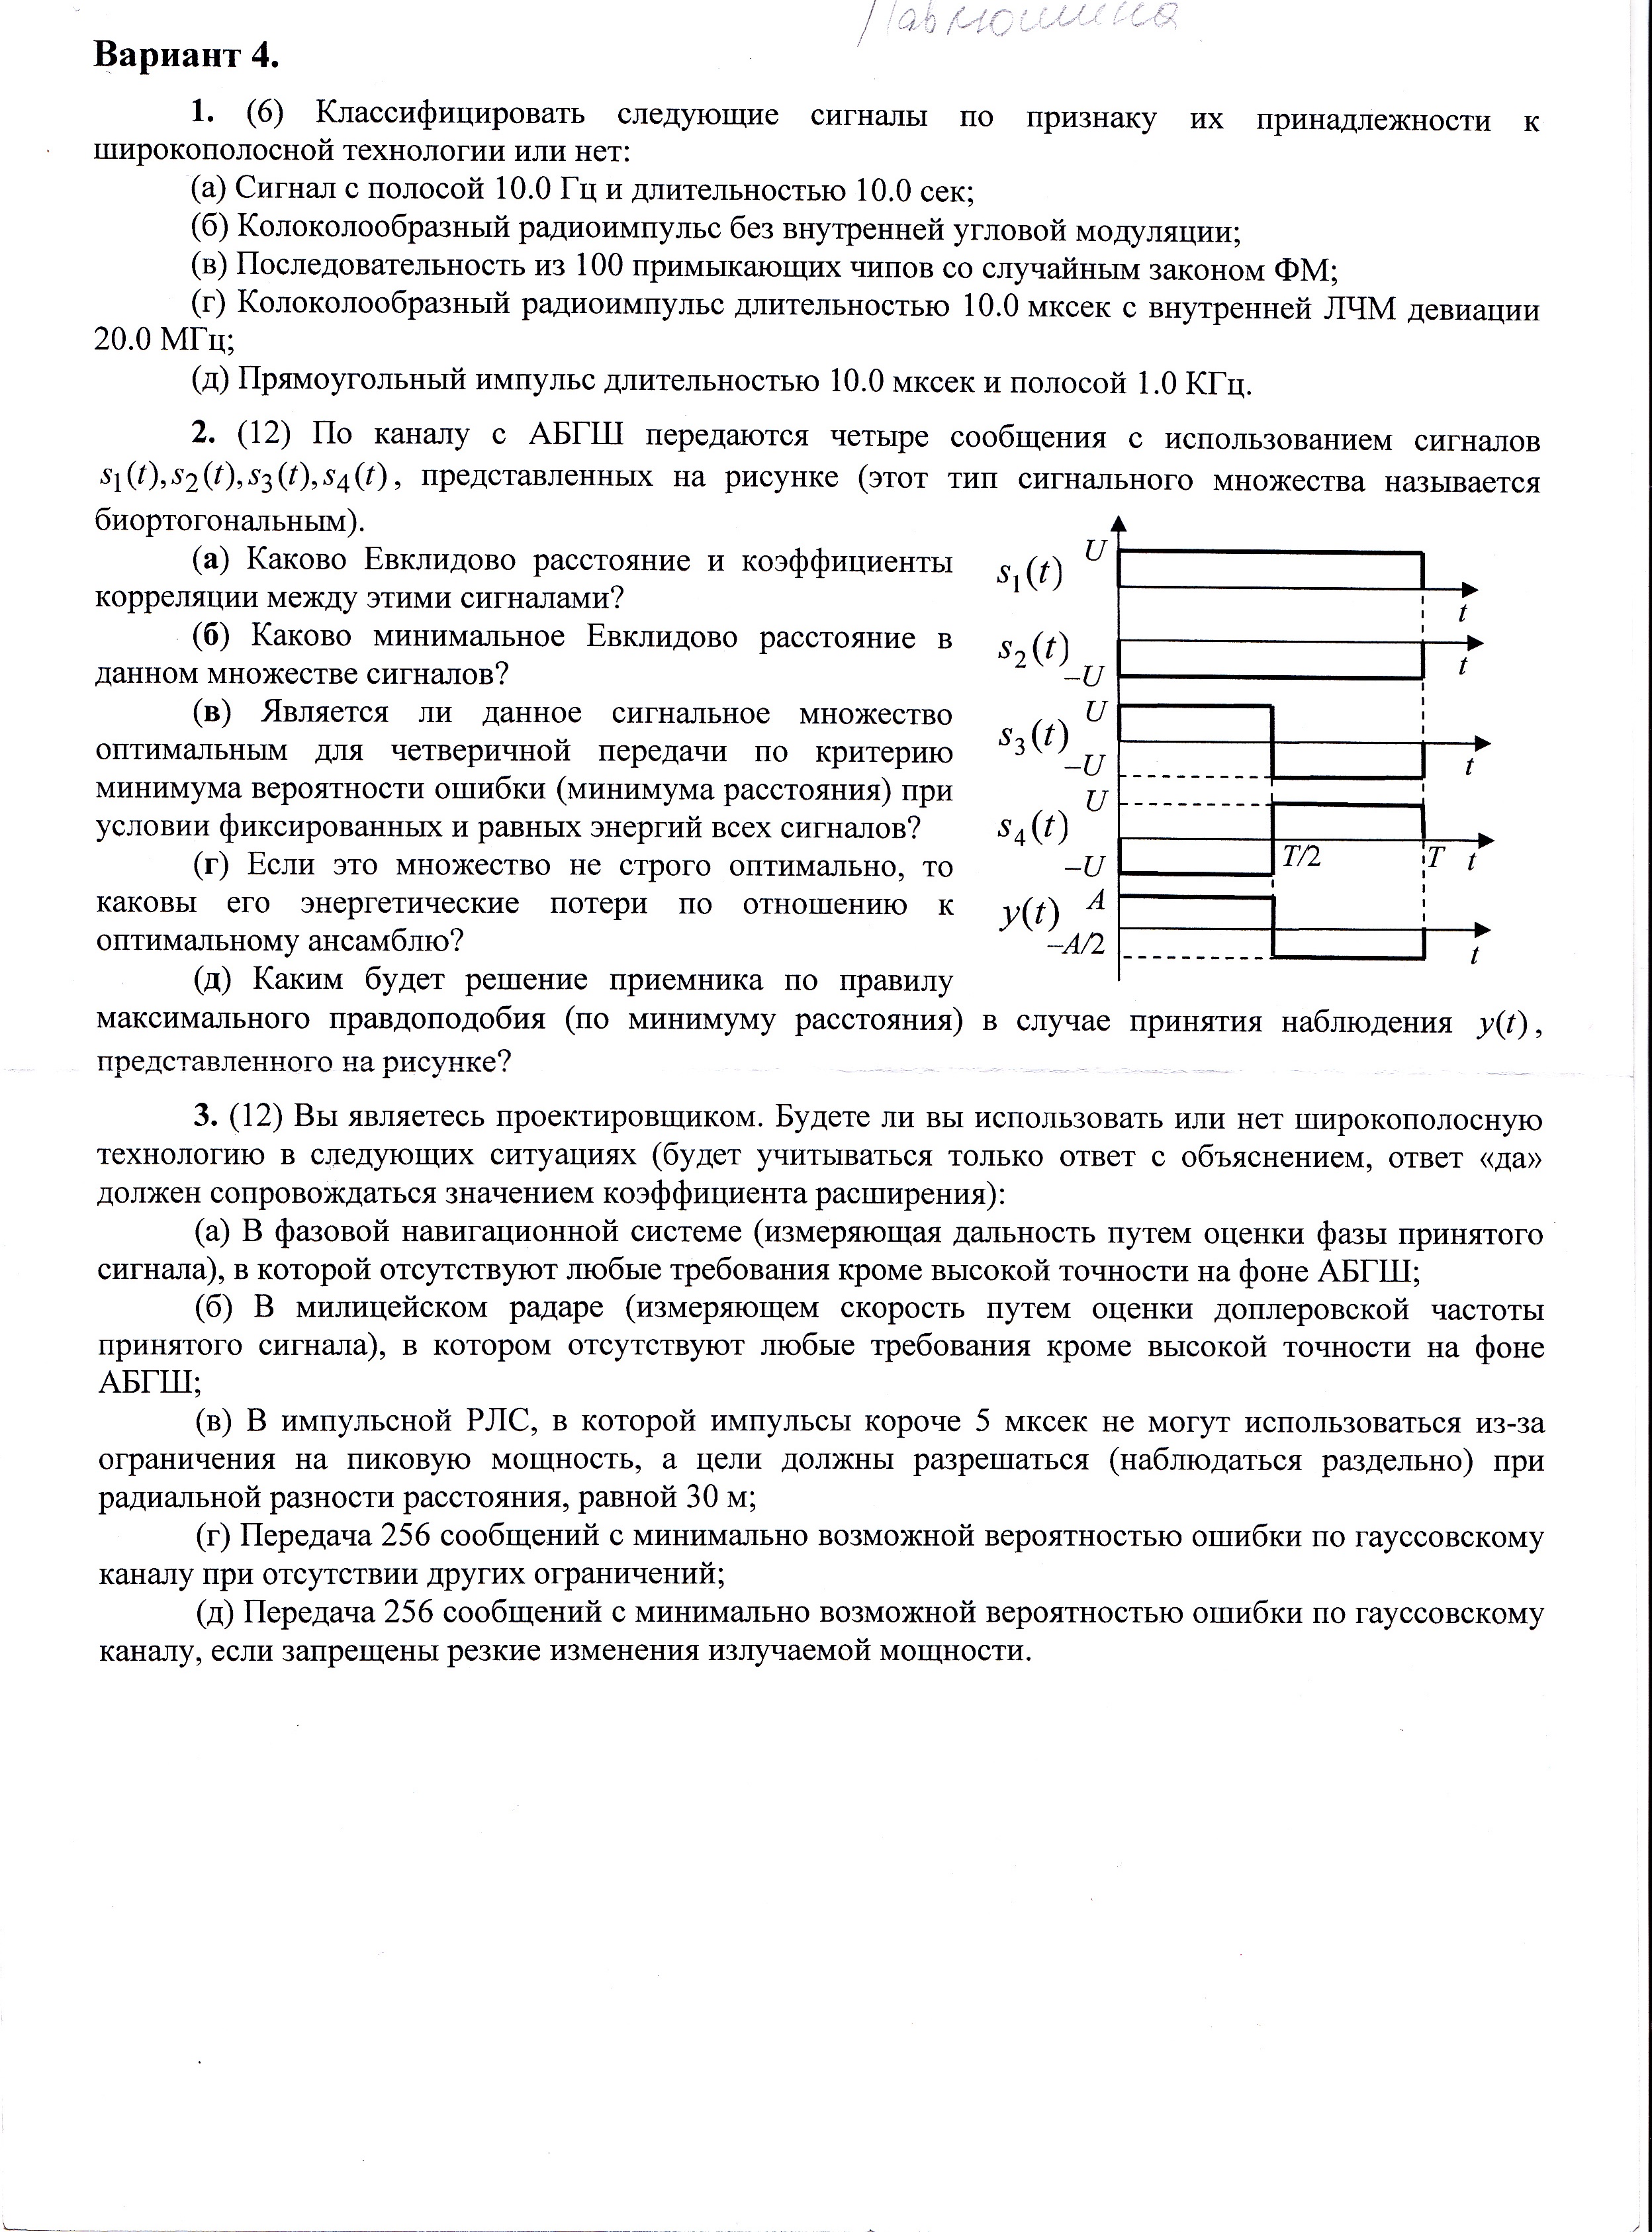 Павлюшина
Вариант 4.
1. (6) Классифицировать следующие сигналы по признаку их принадлежности к
широкополосной технологии или нет:
(а) Сигнал с полосой 10.0 Гц и длительностью 10.0 сек;
(б) Колоколообразный радиоимпульс без внутренней угловой модуляции;
(в) Последовательность из 100 примыкающих чипов со случайным законом ФМ;
(г) Колоколообразный радиоимпульс длительностью 10.0 мксек с внутренней ЛЧМ девиации
20.0 МГц;
(д) Прямоугольный импульс длительностью 10.0 мксек и полосой 1.0 КГц.
2. (12) По каналу с АБГШ передаются четыре сообщения с использованием сигналов
s1(t), s2(t), s3(t), s4(t), представленных на рисунке (этот тип сигнального множества называется
биортогональным).
(а) Каково Евклидово расстояние и коэффициенты
корреляции между этими сигналами?
(б) Каково минимальное Евклидово расстояние в
данном множестве сигналов?
(в) Является ли данное сигнальное множество
оптимальным для четверичной передачи по критерию
минимума вероятности ошибки (минимума расстояния) при
условии фиксированных и равных энергий всех сигналов?
(г) Если это множество не строго оптимально, то
каковы его энергетические потери по отношению к
оптимальному ансамблю?
(д) Каким будет решение приемника по правилу
s1(t) U t
s2(t) –U t
s3(t) U –U t
s4(t) U –U T/2 T t
y(t) A –A/2 t
максимального правдоподобия (по минимуму расстояния) в случае принятия наблюдения y(t),
представленного на рисунке?
3. (12) Вы являетесь проектировщиком. Будете ли вы использовать или нет широкополосную
технологию в следующих ситуациях (будет учитываться только ответ с объяснением, ответ «да»
должен сопровождаться значением коэффициента расширения):
(а) В фазовой навигационной системе (измеряющая дальность путем оценки фазы принятого
сигнала), в которой отсутствуют любые требования кроме высокой точности на фоне АБГШ;
(б) В милицейском радаре (измеряющем скорость путем оценки доплеровской частоты
принятого сигнала), в котором отсутствуют любые требования кроме высокой точности на фоне
АБГШ;
(в) В импульсной РЛС, в которой импульсы короче 5 мксек не могут использоваться из-за
ограничения на пиковую мощность, а цели должны разрешаться (наблюдаться раздельно) при
радиальной разности расстояния, равной 30 м;
(г) Передача 256 сообщений с минимально возможной вероятностью ошибки по гауссовскому
каналу при отсутствии других ограничений;
(д) Передача 256 сообщений с минимально возможной вероятностью ошибки по гауссовскому
каналу, если запрещены резкие изменения излучаемой мощности.